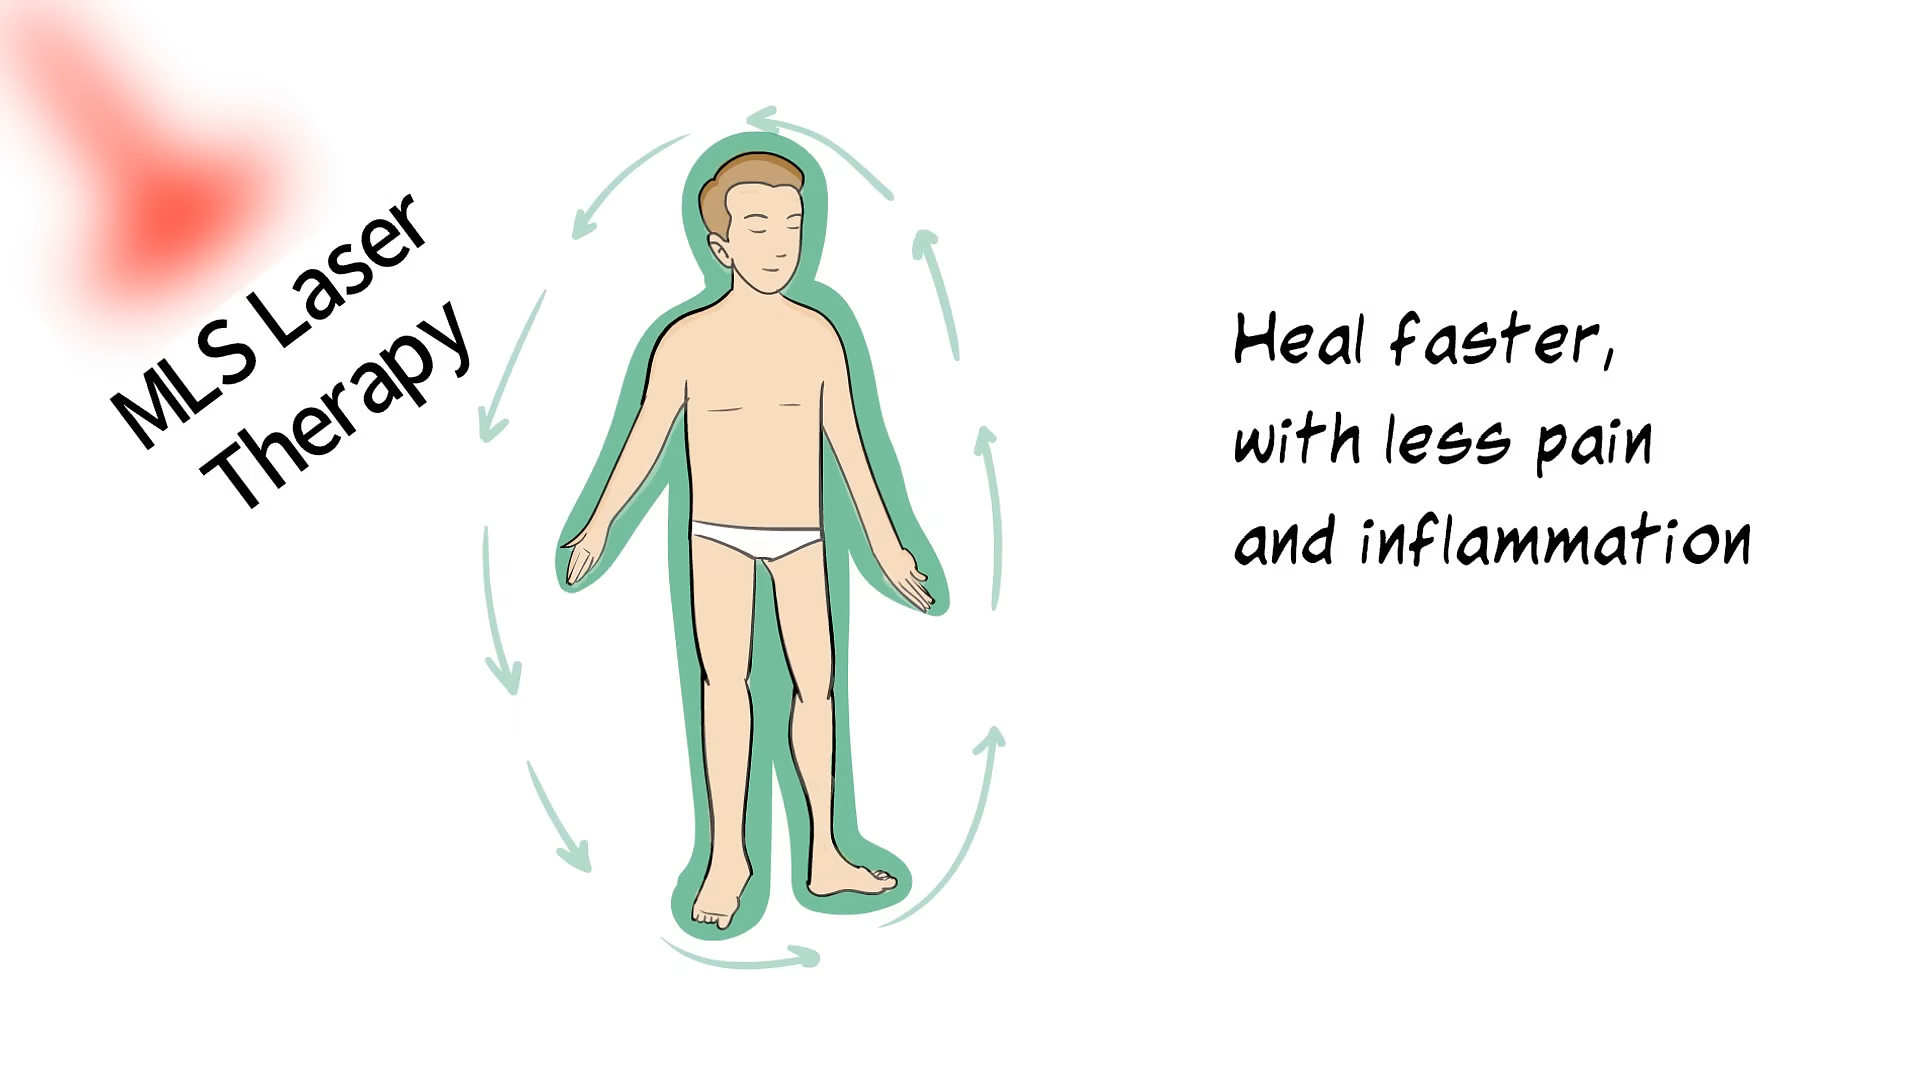 MLS Laser
Therapy
Heal faster,
with less pain
and inflammation